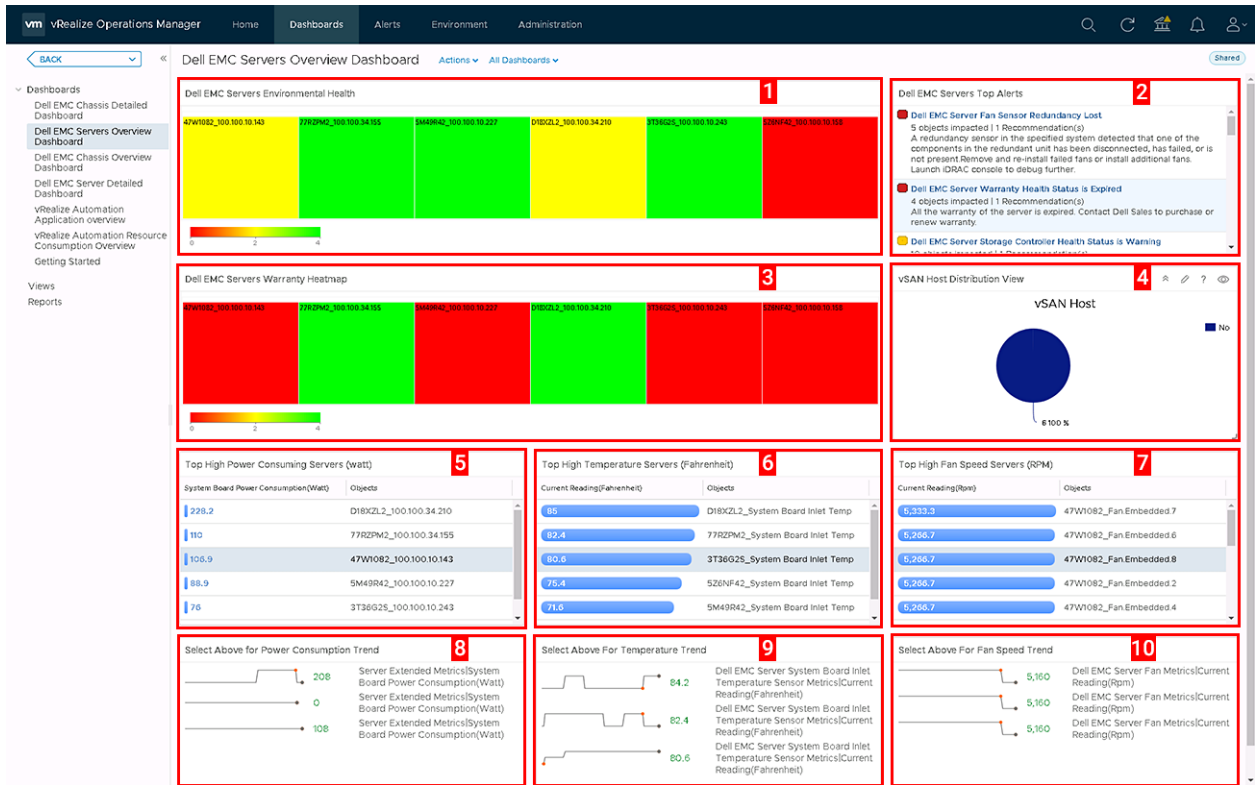 vm vRealize Operations Manager Home Dashboards Alerts Environment Administration
BACK
Dell EMC Servers Overview Dashboard Actions All Dashboards Shared
Dashboards
Dell EMC Chassis Detailed
Dashboard
Dell EMC Servers Overview
Dashboard
Dell EMC Chassis Overview
Dashboard
Dell EMC Server Detailed
Dashboard
vRealize Automation
Application overview
vRealize Automation Resource
Consumption Overview
Getting Started
Views
Reports
Dell EMC Servers Environmental Health 1
47W1082_100.100.10.143 77RZPM2_100.100.34.155 5M49R42_100.100.10.227 D18XZL2_100.100.34.210 3T36G2S_100.100.10.243 5Z6NF42_100.100.10.158
0 2 4
Dell EMC Servers Top Alerts 2
Dell EMC Server Fan Sensor Redundancy Lost
5 objects impacted | 1 Recommendation(s)
A redundancy sensor in the specified system detected that one of the
components in the redundant unit has been disconnected, has failed, or is
not present.Remove and re-install failed fans or install additional fans.
Launch iDRAC console to debug further.
Dell EMC Server Warranty Health Status is Expired
4 objects impacted | 1 Recommendation(s)
All the warranty of the server is expired. Contact Dell Sales to purchase or
renew warranty.
Dell EMC Server Storage Controller Health Status is Warning
Dell EMC Servers Warranty Heatmap 3
47W1082_100.100.10.143 77RZPM2_100.100.34.155 5M49R42_100.100.10.227 D18XZL2_100.100.34.210 3T36G2S_100.100.10.243 5Z6NF42_100.100.10.158
0 2 4
vSAN Host Distribution View 4 ?
vSAN Host
No
6 100 %
Top High Power Consuming Servers (watt) 5
System Board Power Consumption(Watt) Objects
228.2 D18XZL2_100.100.34.210
110 77RZPM2_100.100.34.155
106.9 47W1082_100.100.10.143
88.9 5M49R42_100.100.10.227
76 3T36G2S_100.100.10.243
Top High Temperature Servers (Fahrenheit) 6
Current Reading(Fahrenheit) Objects
85 D18XZL2_System Board Inlet Temp
82.4 77RZPM2_System Board Inlet Temp
80.6 3T36G2S_System Board Inlet Temp
75.4 5Z6NF42_System Board Inlet Temp
71.6 5M49R42_System Board Inlet Temp
Top High Fan Speed Servers (RPM) 7
Current Reading(Rpm) Objects
5,333.3 47W1082_Fan.Embedded.7
5,266.7 47W1082_Fan.Embedded.6
5,266.7 47W1082_Fan.Embedded.8
5,266.7 47W1082_Fan.Embedded.2
5,266.7 47W1082_Fan.Embedded.4
Select Above for Power Consumption Trend 8
208 Server Extended Metrics|System
Board Power Consumption(Watt)
0 Server Extended Metrics|System
Board Power Consumption(Watt)
108 Server Extended Metrics|System
Board Power Consumption(Watt)
Select Above For Temperature Trend 9
Dell EMC Server System Board Inlet
84.2 Temperature Sensor Metrics|Current
Reading(Fahrenheit)
Dell EMC Server System Board Inlet
82.4 Temperature Sensor Metrics|Current
Reading(Fahrenheit)
Dell EMC Server System Board Inlet
80.6 Temperature Sensor Metrics|Current
Reading(Fahrenheit)
Select Above For Fan Speed Trend 10
5,160 Dell EMC Server Fan Metrics|Current
Reading(Rpm)
5,160 Dell EMC Server Fan Metrics|Current
Reading(Rpm)
5,160 Dell EMC Server Fan Metrics|Current
Reading(Rpm)